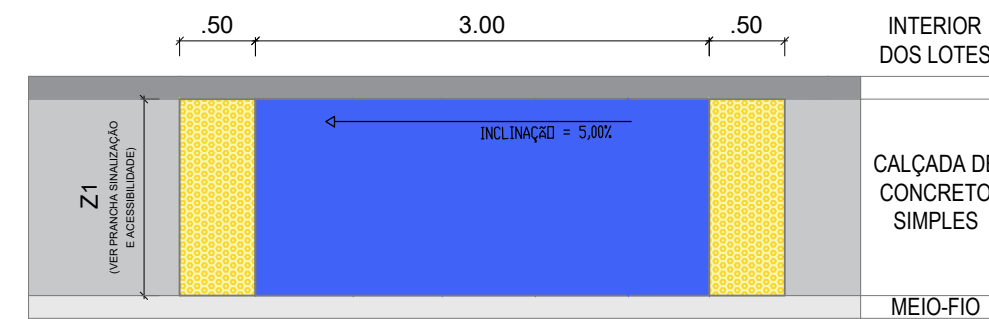 .50
3.00
.50
INTERIOR
DOS LOTES
INCLINAÇÃO = 5,00%
Z1
(VER PRANCHA SINALIZAÇÃO
E ACESSIBILIDADE)
CALÇADA DE
CONCRETO
SIMPLES
MEIO-FIO